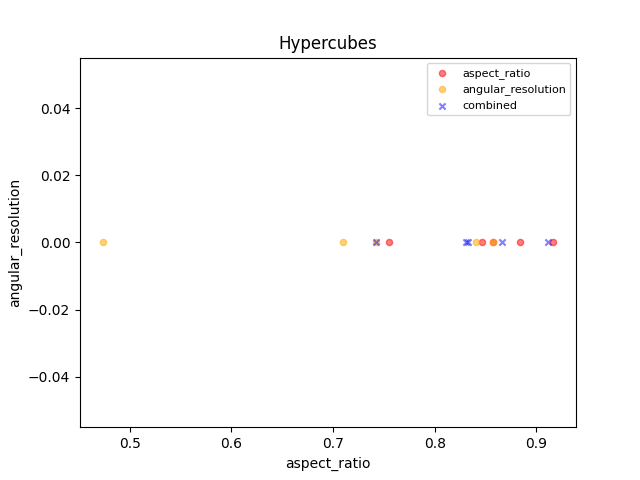 Hypercubes
aspect_ratio
angular_resolution
combined
0.04
0.02
0.00
−0.02
−0.04
angular_resolution
0.5 0.6 0.7 0.8 0.9
aspect_ratio